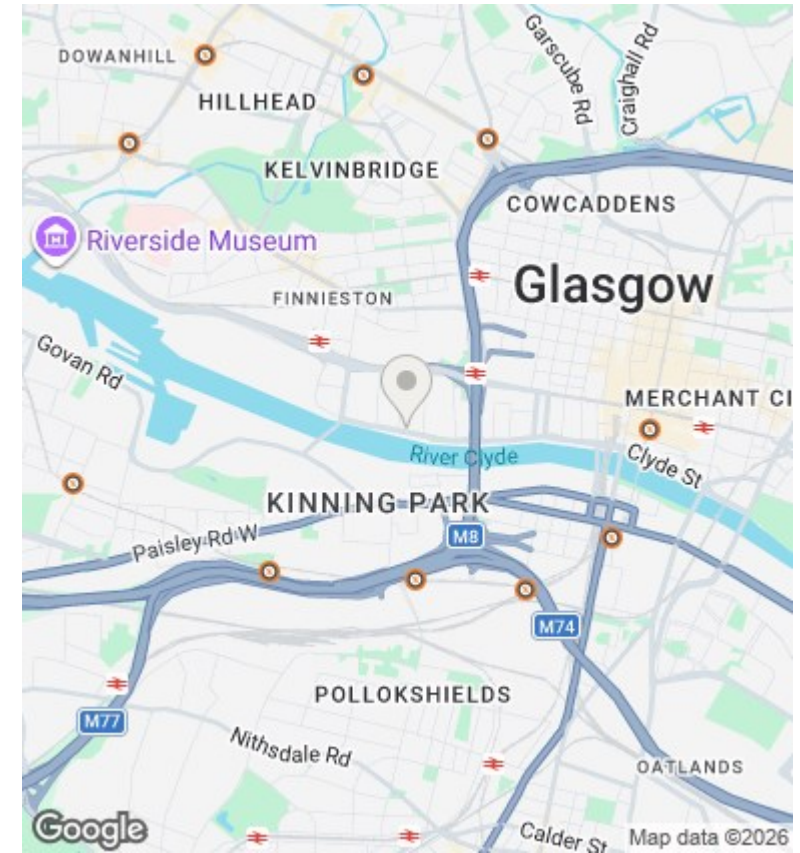 DOWANHILL
HILLHEAD
Garscube Rd
Craighall Rd
KELVINBRIDGE
COWCADDENS
Riverside Museum
Glasgow
FINNIESTON
Govan Rd
MERCHANT CI
River Clyde
Clyde St
KINNING PARK
Paisley Rd W
M8
M74
POLLOKSHIELDS
M77
Nithsdale Rd
OATLANDS
Google
Calder St
Map data ©2026